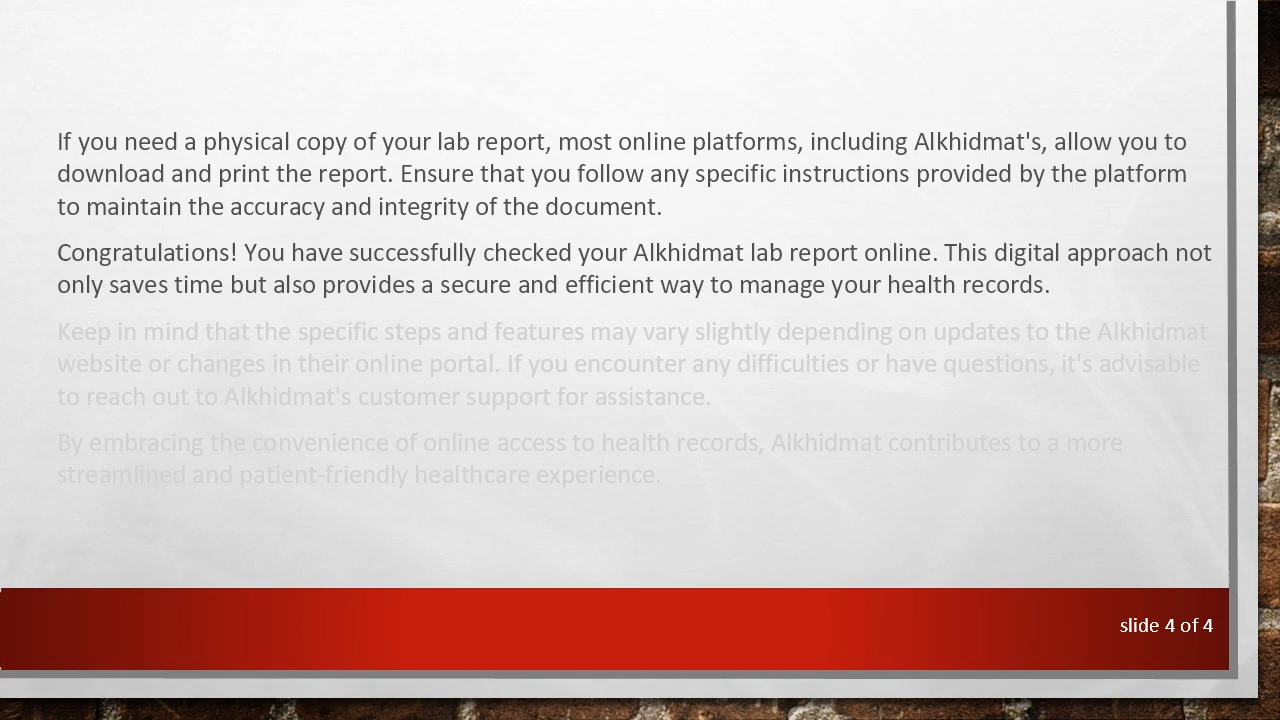 If you need a physical copy of your lab report, most online platforms, including Alkhidmat's, allow you to
download and print the report. Ensure that you follow any specific instructions provided by the platform
to maintain the accuracy and integrity of the document.
Congratulations! You have successfully checked your Alkhidmat lab report online. This digital approach not
only saves time but also provides a secure and efficient way to manage your health records.
Keep in mind that the specific steps and features may vary slightly depending on updates to the Alkhidmat
website or changes in their online portal. If you encounter any difficulties or have questions, it's advisable
to reach out to Alkhidmat's customer support for assistance.
By embracing the convenience of online access to health records, Alkhidmat contributes to a more
streamlined and patient-friendly healthcare experience.
slide 4 of 4